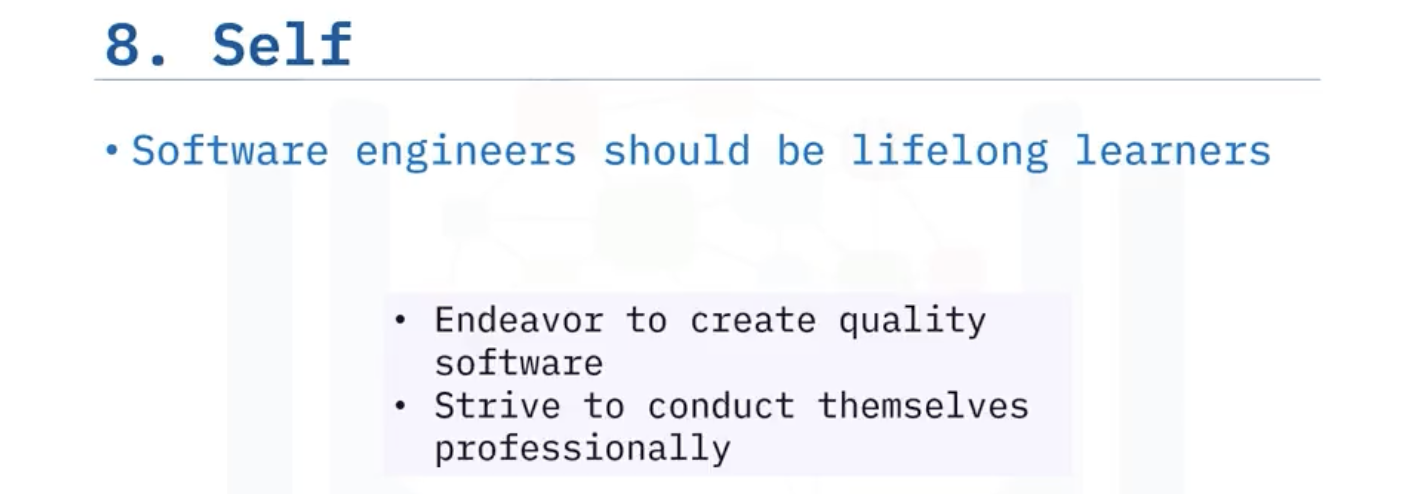 8. Self
• Software engineers should be lifelong learners
• Endeavor to create quality
software
• Strive to conduct themselves
professionally